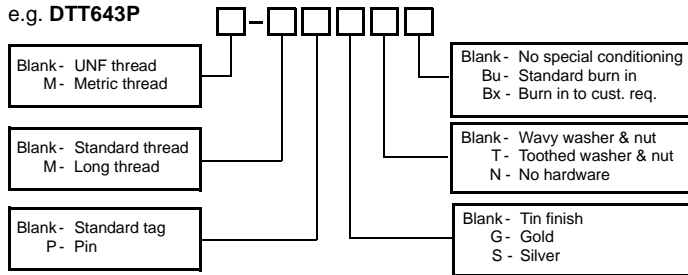 e.g. DTT643P
-
Blank - UNF thread
M - Metric thread
Blank - Standard thread
M - Long thread
Blank - Standard tag
P - Pin
Blank - No special conditioning
Bu - Standard burn in
Bx - Burn in to cust. req.
Blank - Wavy washer & nut
T - Toothed washer & nut
N - No hardware
Blank - Tin finish
G - Gold
S - Silver